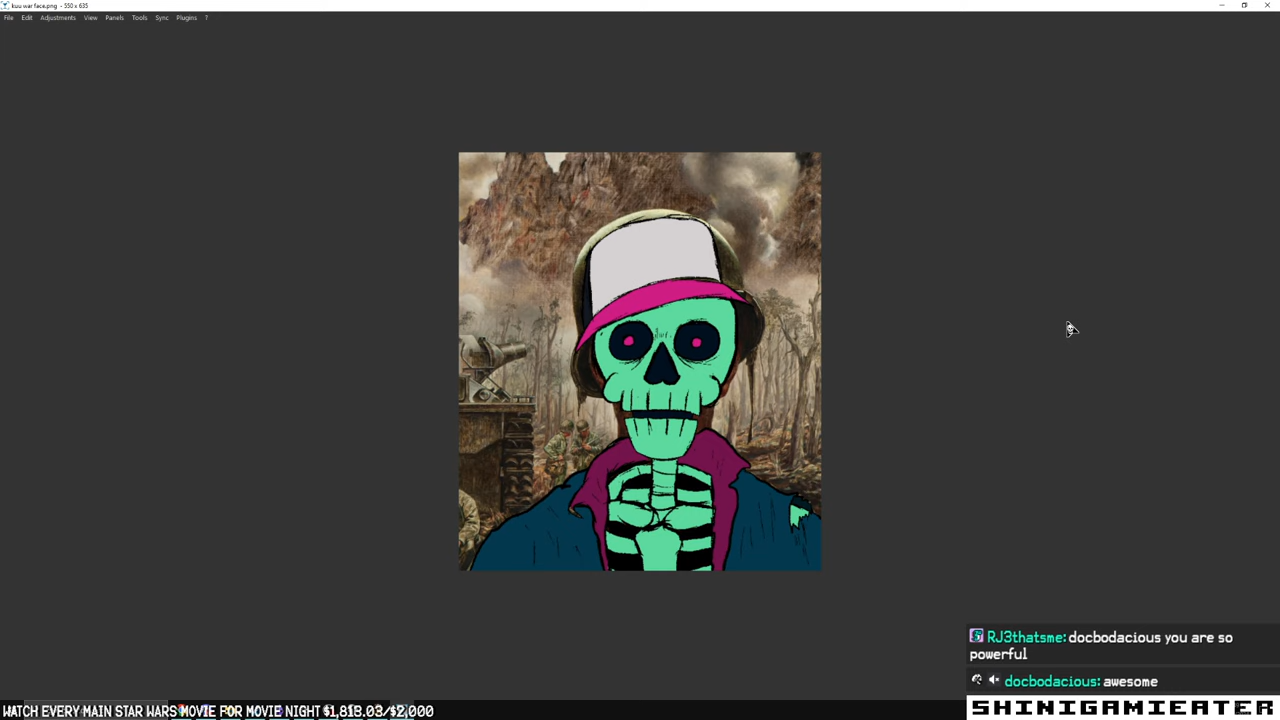 kuu war face.png - 550 x 635
File Edit Adjustments View Panels Tools Sync Plugins ?
RJ3thatsme: docbodacious you are so
powerful
docbodacious: awesome
WATCH EVERY MAIN STAR WARS MOVIE FOR MOVIE NIGHT $1,818.03/$2,000
SHINIGAMIEATER